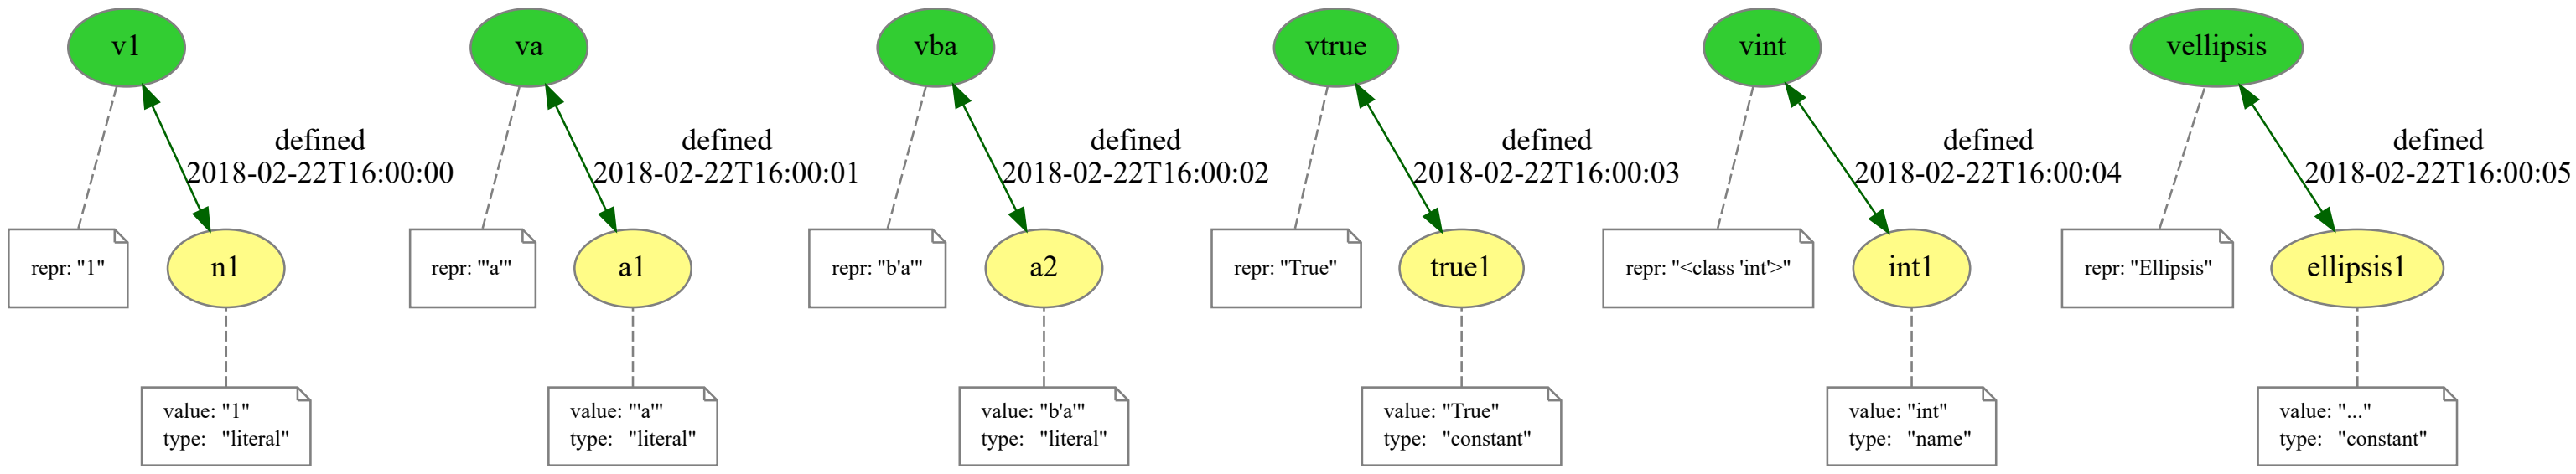 v1
va
vba
vtrue
vint
vellipsis
defined
2018-02-22T16:00:00
defined
2018-02-22T16:00:01
defined
2018-02-22T16:00:02
defined
2018-02-22T16:00:03
defined
2018-02-22T16:00:04
defined
2018-02-22T16:00:05
repr: "1"
n1
repr: "'a'"
a1
repr: "b'a'"
a2
repr: "True"
true1
repr: "<class 'int'>"
int1
repr: "Ellipsis"
ellipsis1
value: "1"
type: "literal"
value: "'a'"
type: "literal"
value: "b'a'"
type: "literal"
value: "True"
type: "constant"
value: "int"
type: "name"
value: "..."
type: "constant"